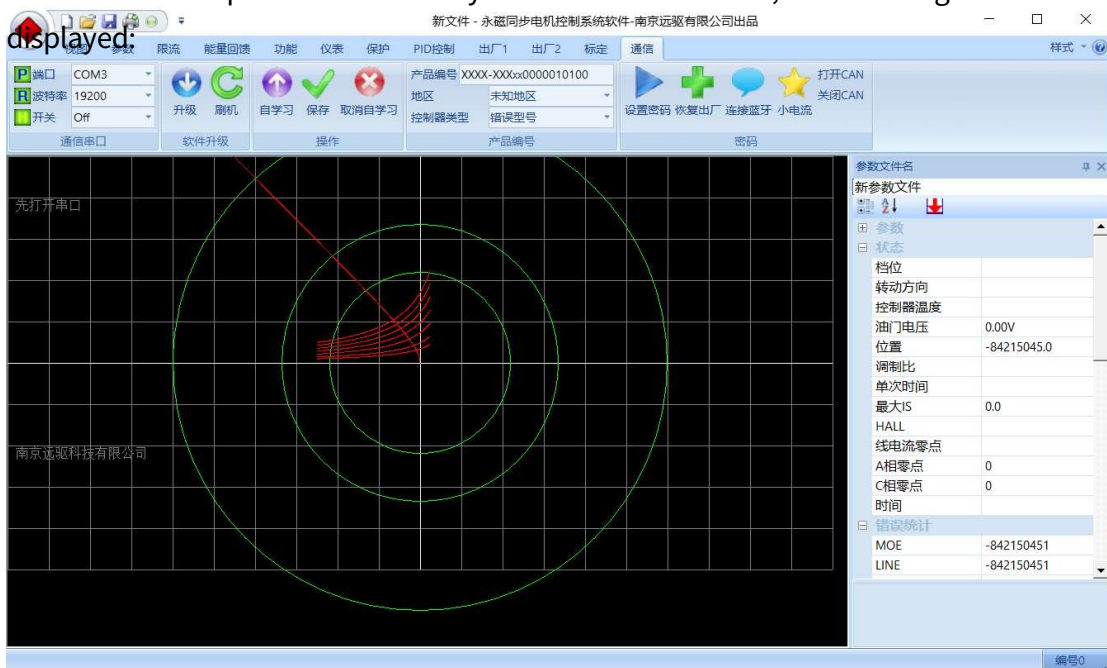 新文件 - 永磁同步电机控制系统软件-南京远驱有限公司出品
displayed:
视图 参数 限流 能量回馈 功能 仪表 保护 PID控制 出厂1 出厂2 标定 通信 样式
P 端口 COM3
R 波特率 19200
开关 Off
通信串口
升级 刷机
软件升级
自学习 保存 取消自学习
操作
产品编号 XXXX-XXXxx0000010100
地区 未知地区
控制器类型 错误型号
产品编号
设置密码 恢复出厂 连接蓝牙 小电流
打开CAN
关闭CAN
密码
先打开串口
南京远驱科技有限公司
参数文件名
新参数文件
参数
状态
档位
转动方向
控制器温度
油门电压 0.00V
位置 -84215045.0
调制比
单次时间
最大IS 0.0
HALL
线电流零点
A相零点 0
C相零点 0
时间
错误统计
MOE -842150451
LINE -842150451
编号0